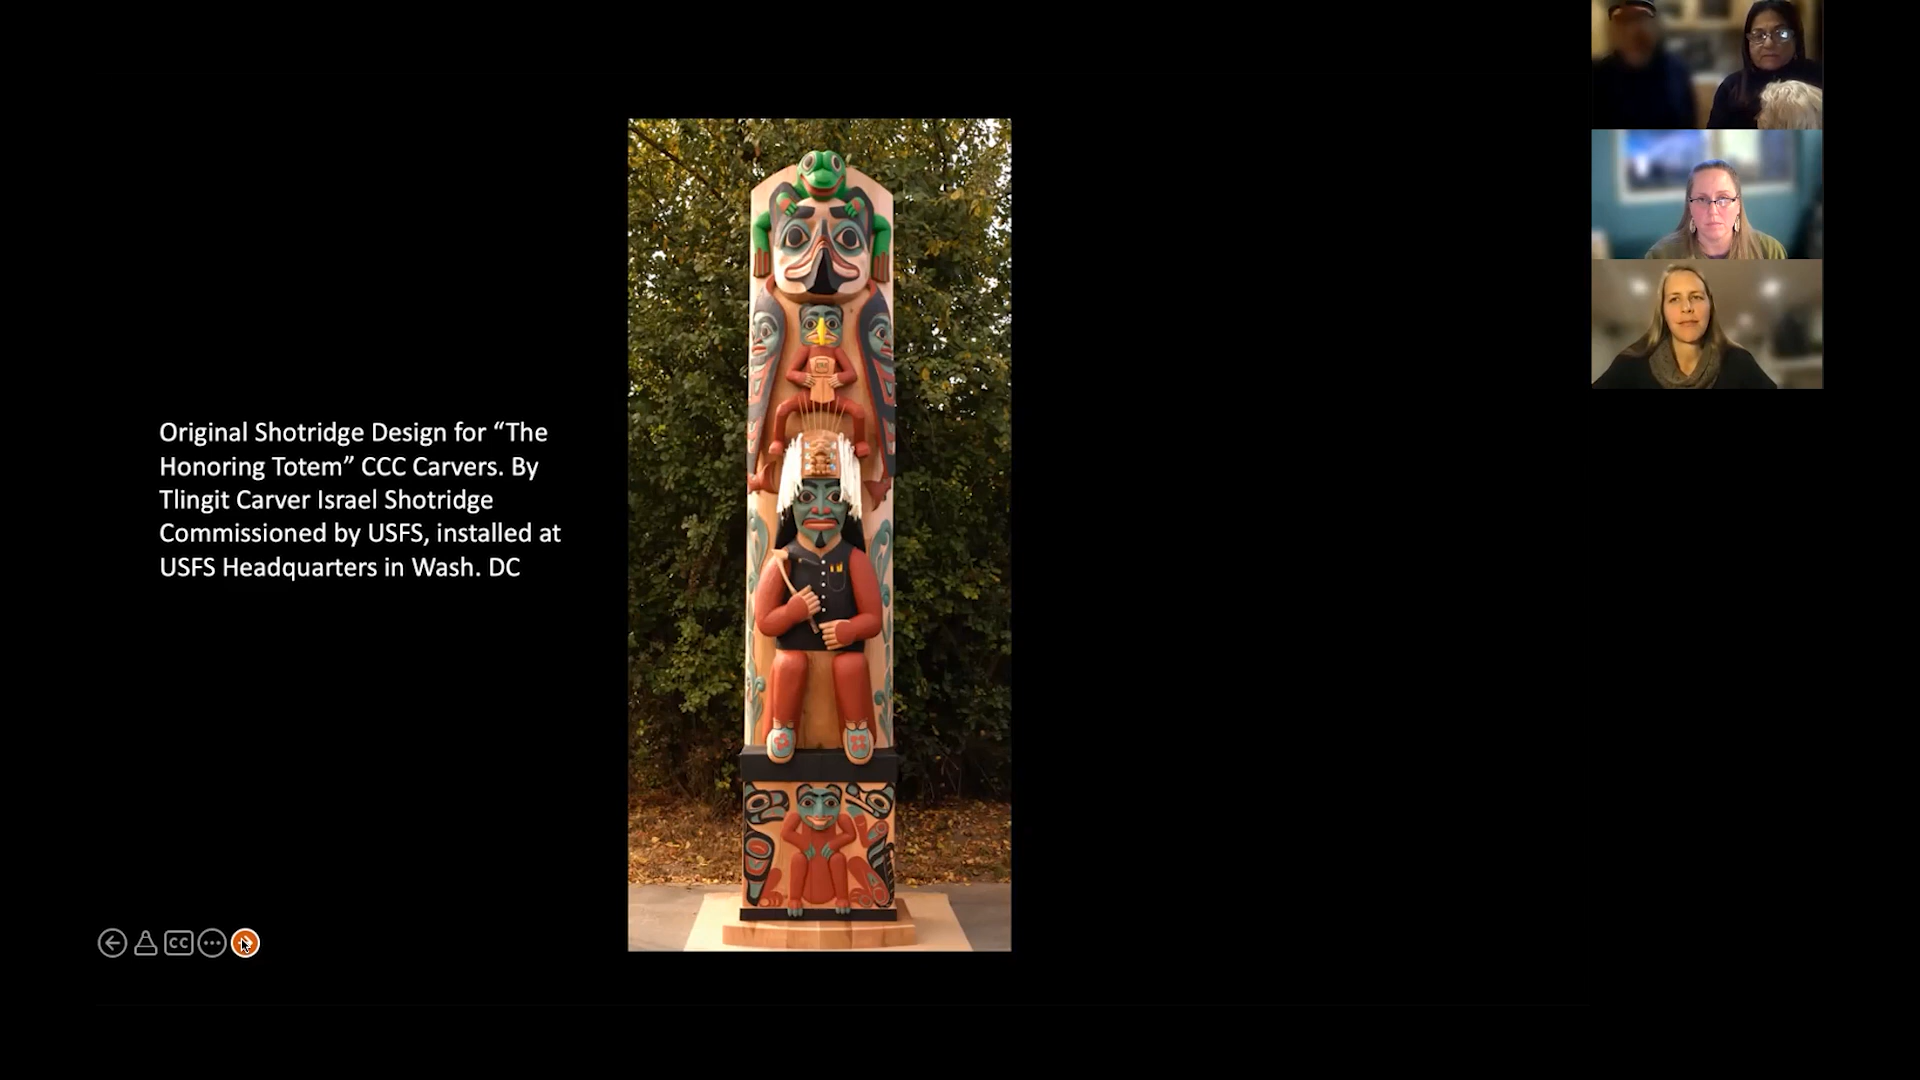 Original Shotridge Design for “The
Honoring Totem” CCC Carvers. By
Tlingit Carver Israel Shotridge
Commissioned by USFS, installed at
USFS Headquarters in Wash. DC
CC